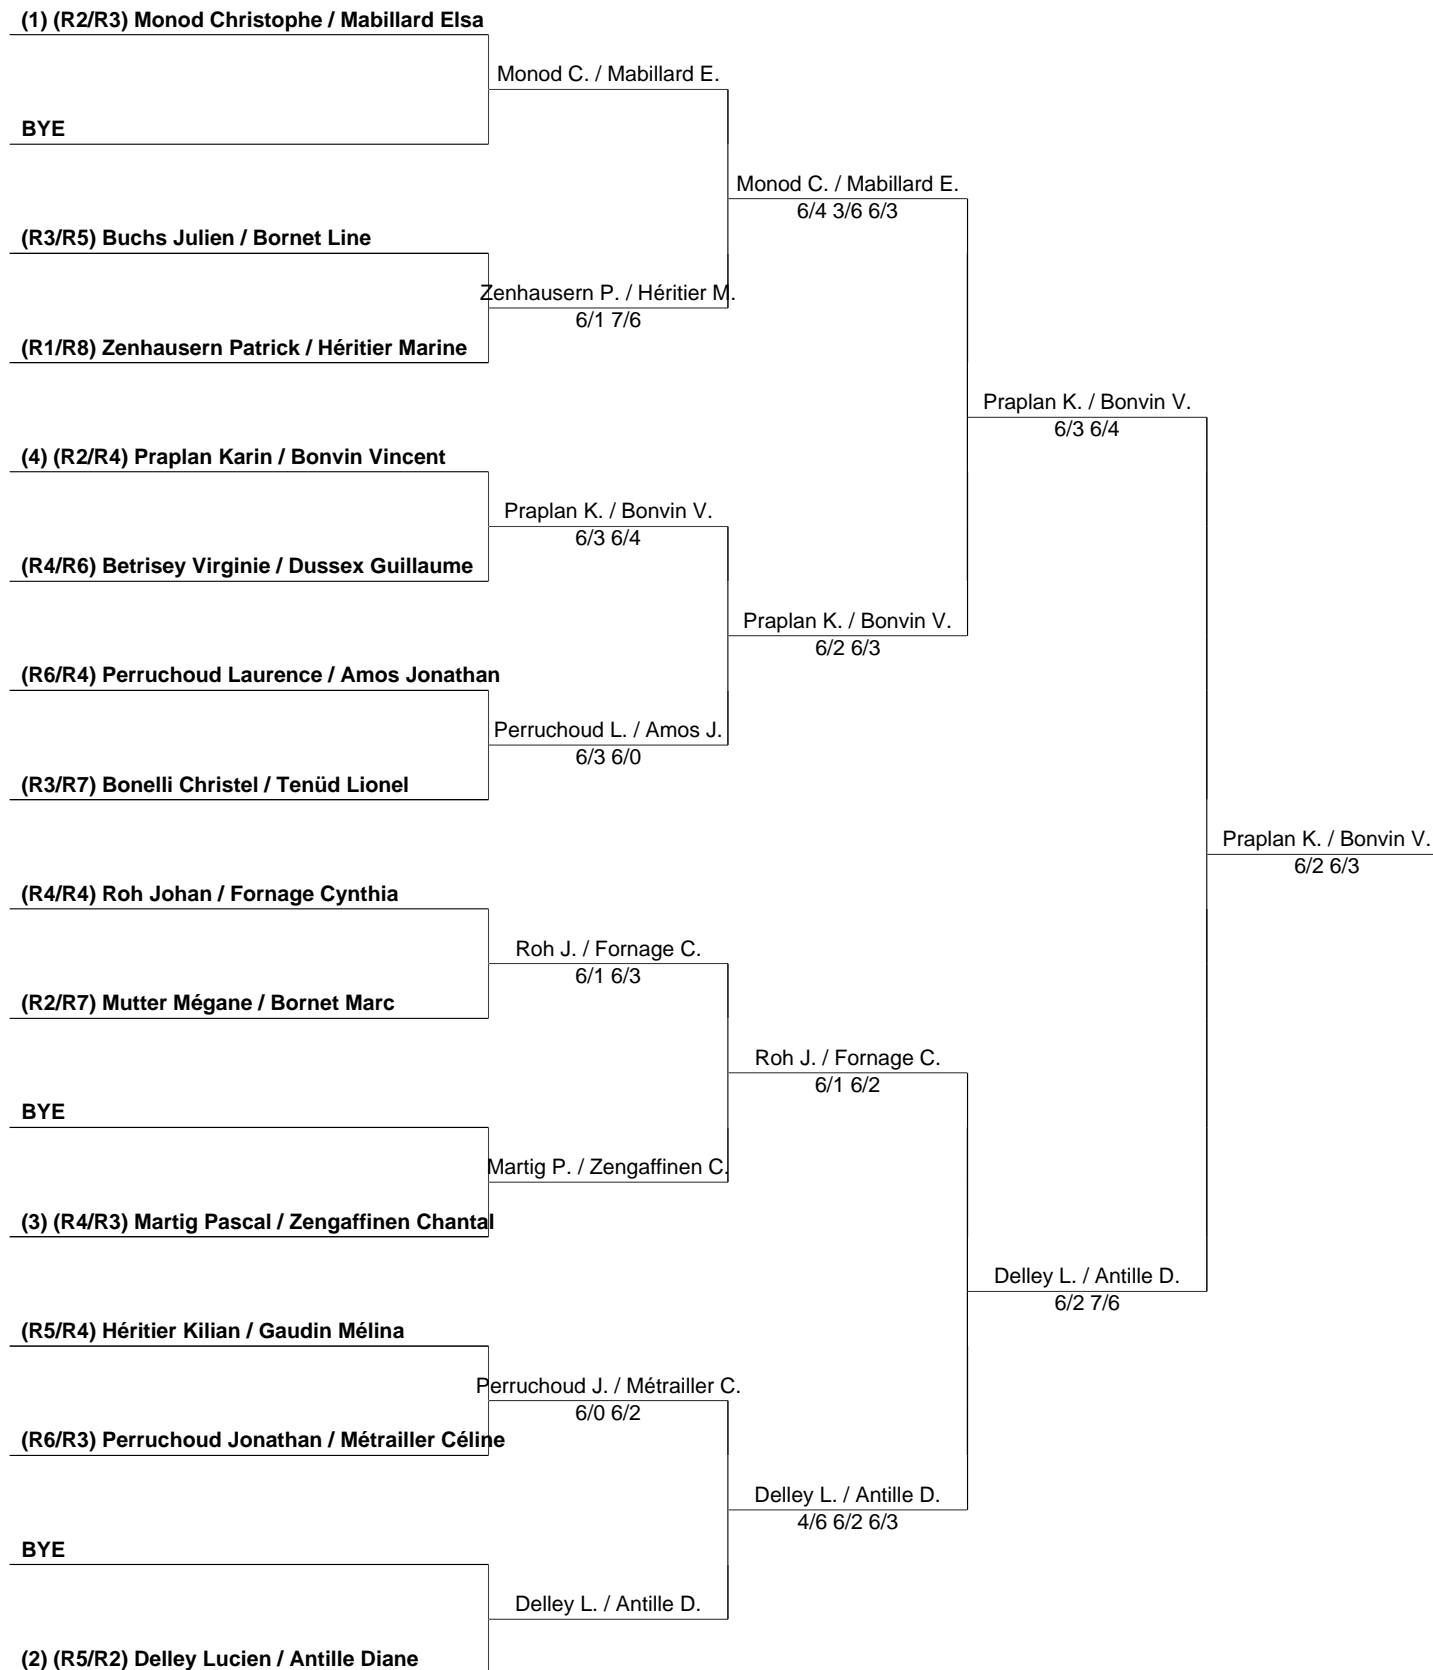 (1) (R2/R3) Monod Christophe / Mabillard Elsa
Monod C. / Mabillard E.
BYE
Monod C. / Mabillard E.
6/4 3/6 6/3
(R3/R5) Buchs Julien / Bornet Line
Zenhausern P. / Héritier M.
6/1 7/6
(R1/R8) Zenhausern Patrick / Héritier Marine
Praplan K. / Bonvin V.
6/3 6/4
(4) (R2/R4) Praplan Karin / Bonvin Vincent
Praplan K. / Bonvin V.
6/3 6/4
(R4/R6) Betrisey Virginie / Dussex Guillaume
Praplan K. / Bonvin V.
6/2 6/3
(R6/R4) Perruchoud Laurence / Amos Jonathan
Perruchoud L. / Amos J.
6/3 6/0
(R3/R7) Bonelli Christel / Tenüd Lionel
Praplan K. / Bonvin V.
6/2 6/3
(R4/R4) Roh Johan / Fornage Cynthia
Roh J. / Fornage C.
6/1 6/3
(R2/R7) Mutter Mégane / Bornet Marc
Roh J. / Fornage C.
6/1 6/2
BYE
Martig P. / Zengaffinen C.
(3) (R4/R3) Martig Pascal / Zengaffinen Chantal
Delley L. / Antille D.
6/2 7/6
(R5/R4) Héritier Kilian / Gaudin Mélina
Perruchoud J. / Métrailler C.
6/0 6/2
(R6/R3) Perruchoud Jonathan / Métrailler Céline
Delley L. / Antille D.
4/6 6/2 6/3
BYE
Delley L. / Antille D.
(2) (R5/R2) Delley Lucien / Antille Diane